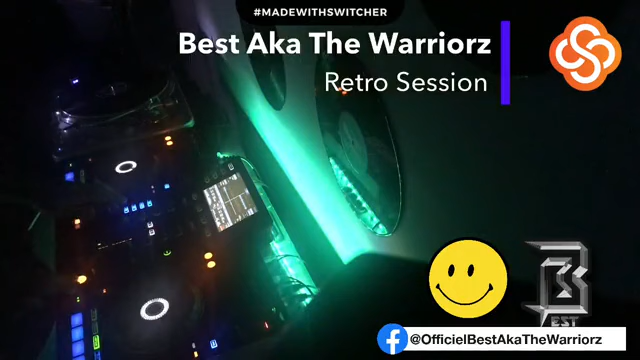 #MADEWITHSWITCHER
Best Aka The Warriorz
Retro Session
EST
@OfficielBestAkaTheWarriorz